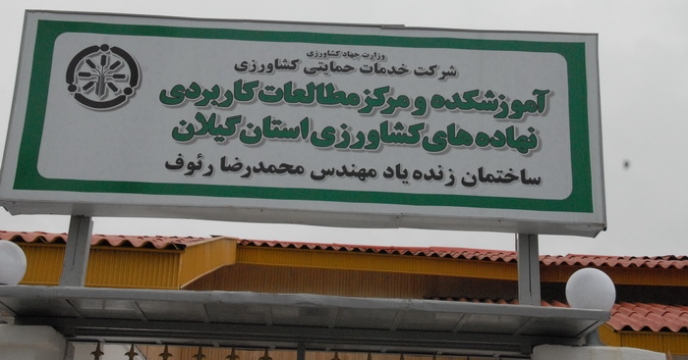 وزارت جهاد کشاورزی
شرکت خدمات حمایتی کشاورزی
آموزشکده و مرکز مطالعات کاربردی
نهاده های کشاورزی استان گیلان
ساختمان زنده یاد مهندس محمدرضا رئوف